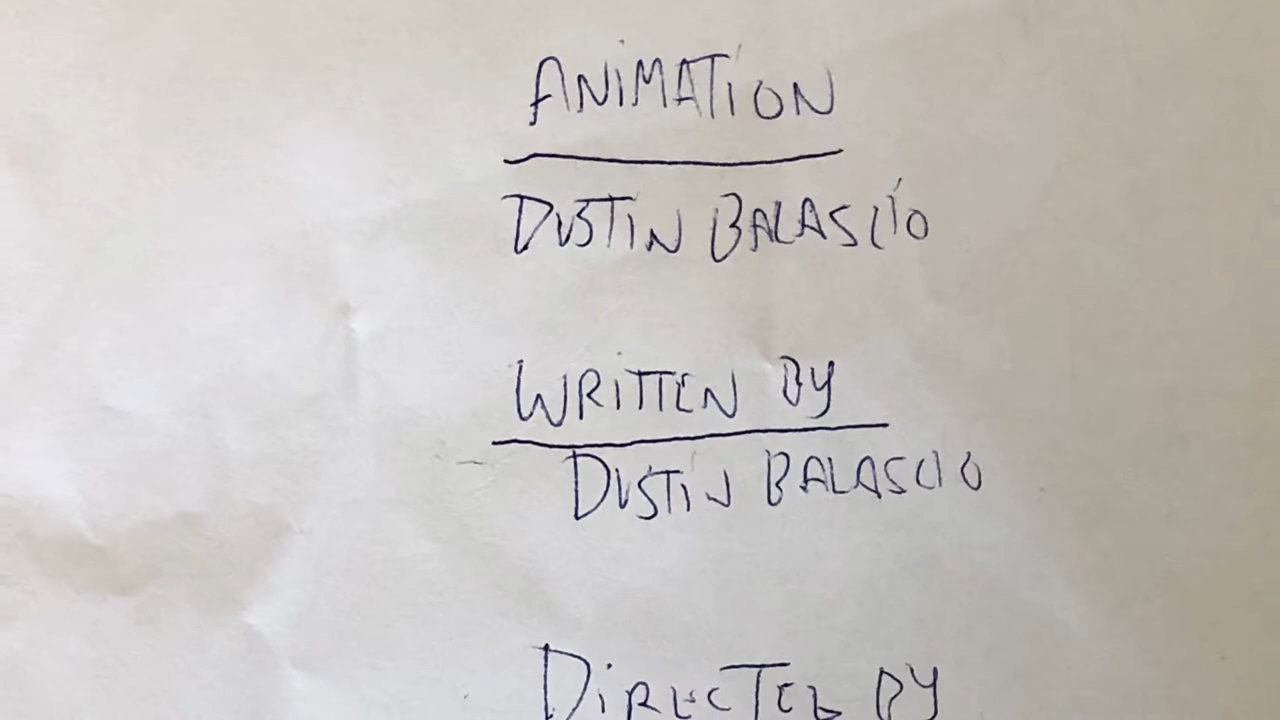 ANIMATION
DUSTIN BALASCIO
WRITTEN BY
DUSTIN BALASCIO
DIRECTED BY